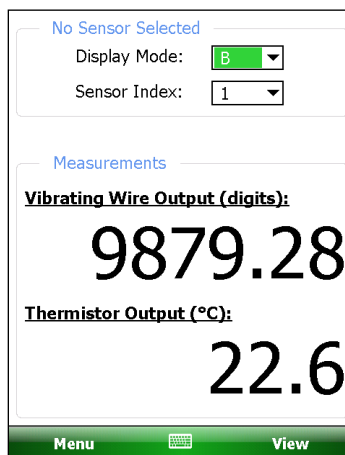 No Sensor Selected
Display Mode: B
Sensor Index: 1
Measurements
Vibrating Wire Output (digits):
9879.28
Thermistor Output (°C):
22.6
Menu View